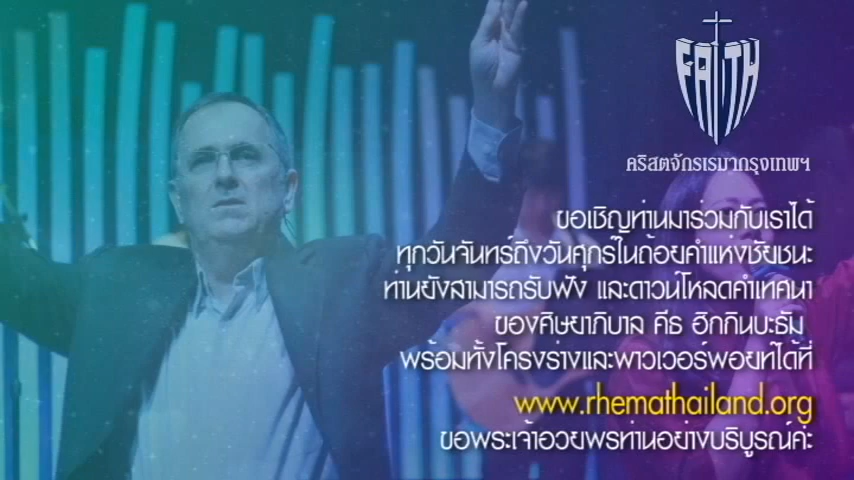 FAITH
คริสตจักรเรมากรุงเทพฯ
ขอเชิญท่านมาร่วมกับเราได้
ทุกวันจันทร์ถึงวันศุกร์ในถ้อยคำแห่งชัยชนะ
ท่านยังสามารถรับฟัง และดาวน์โหลดคำเทศนา
ของศิษยาภิบาล คีธ ฮิกกินบะธัม
พร้อมทั้งโครงร่างและพาวเวอร์พอยท์ได้ที่
www.rhemathailand.org
ขอพระเจ้าอวยพรท่านอย่างบริบูรณ์ค่ะ